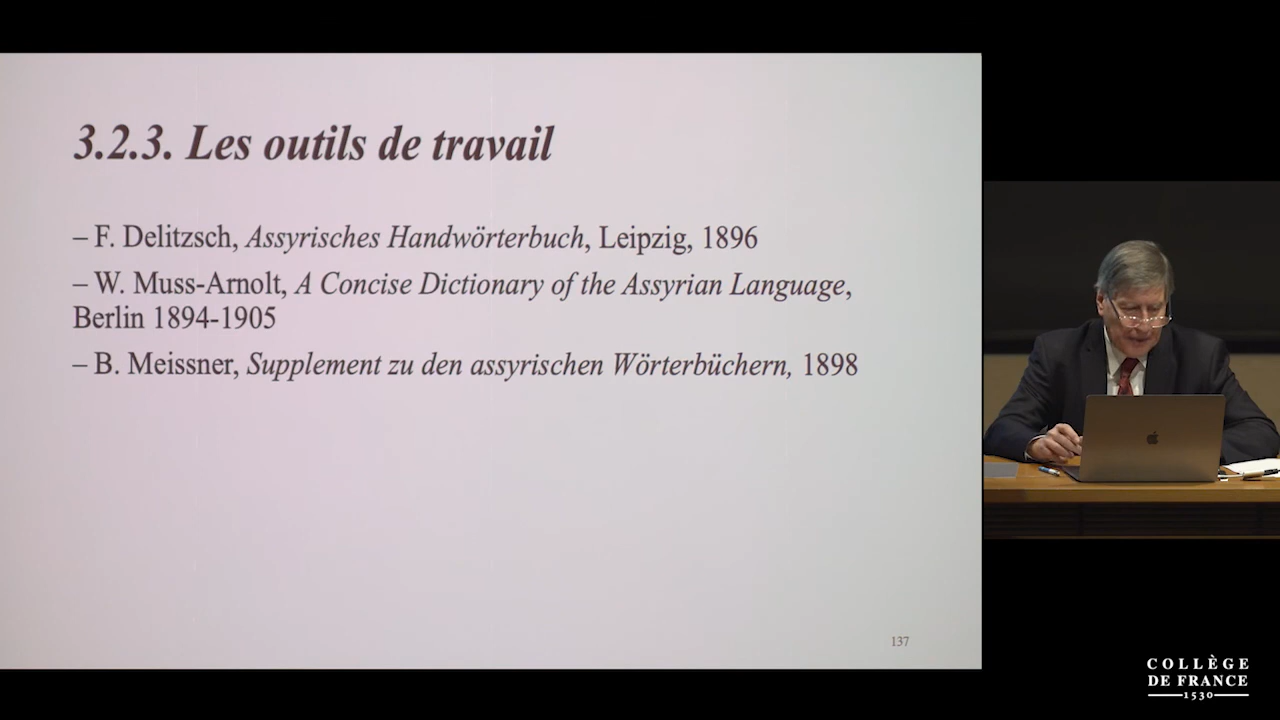 3.2.3. Les outils de travail
– F. Delitzsch, Assyrisches Handwörterbuch, Leipzig, 1896
– W. Muss-Arnolt, A Concise Dictionary of the Assyrian Language,
Berlin 1894-1905
– B. Meissner, Supplement zu den assyrischen Wörterbüchern, 1898
137
COLLÈGE
DE FRANCE
1530